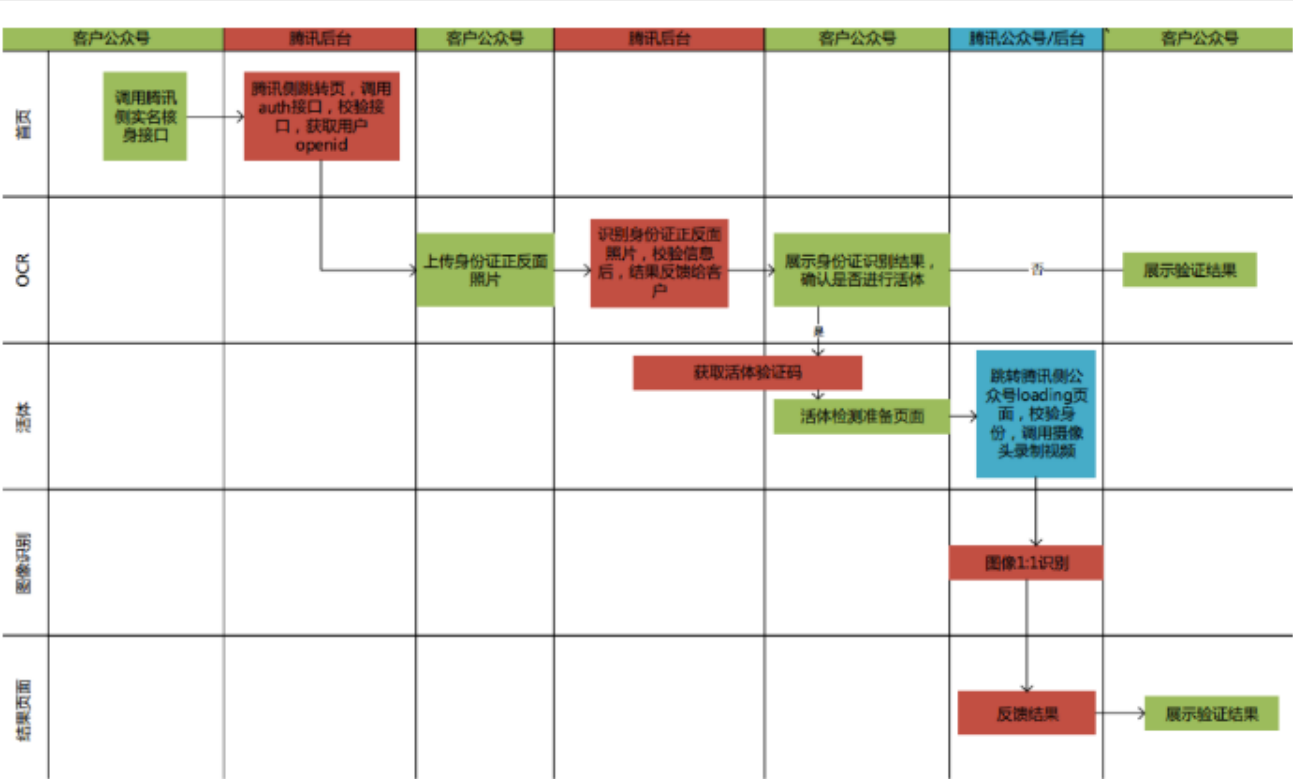 客户公众号
腾讯后台
客户公众号
腾讯后台
客户公众号
腾讯公众号/后台
客户公众号
首页
调用腾讯
侧实名核
身接口
腾讯侧跳转页，调用
auth接口，校验接
口，获取用户
openid
OCR
上传身份证正反面
照片
识别身份证正反面
照片，校验信息
后，结果反馈给客
户
展示身份证识别结果，
确认是否进行活体
否
展示验证结果
是
活体
获取活体验证码
活体检测准备页面
跳转腾讯侧公
众号loading页
面，校验身
份，调用摄像
头录制视频
图像识别
图像1:1识别
结果页面
反馈结果
展示验证结果